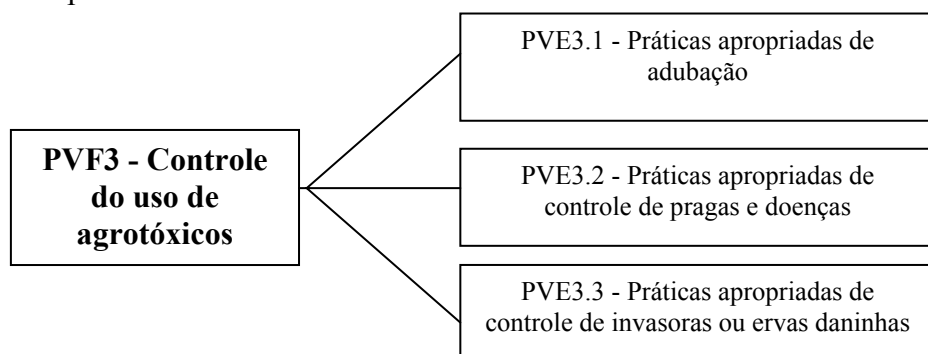 PVE3.1 - Práticas apropriadas de
adubação
PVF3 - Controle
do uso de
agrotóxicos
PVE3.2 - Práticas apropriadas de
controle de pragas e doenças
PVE3.3 - Práticas apropriadas de
controle de invasoras ou ervas daninhas